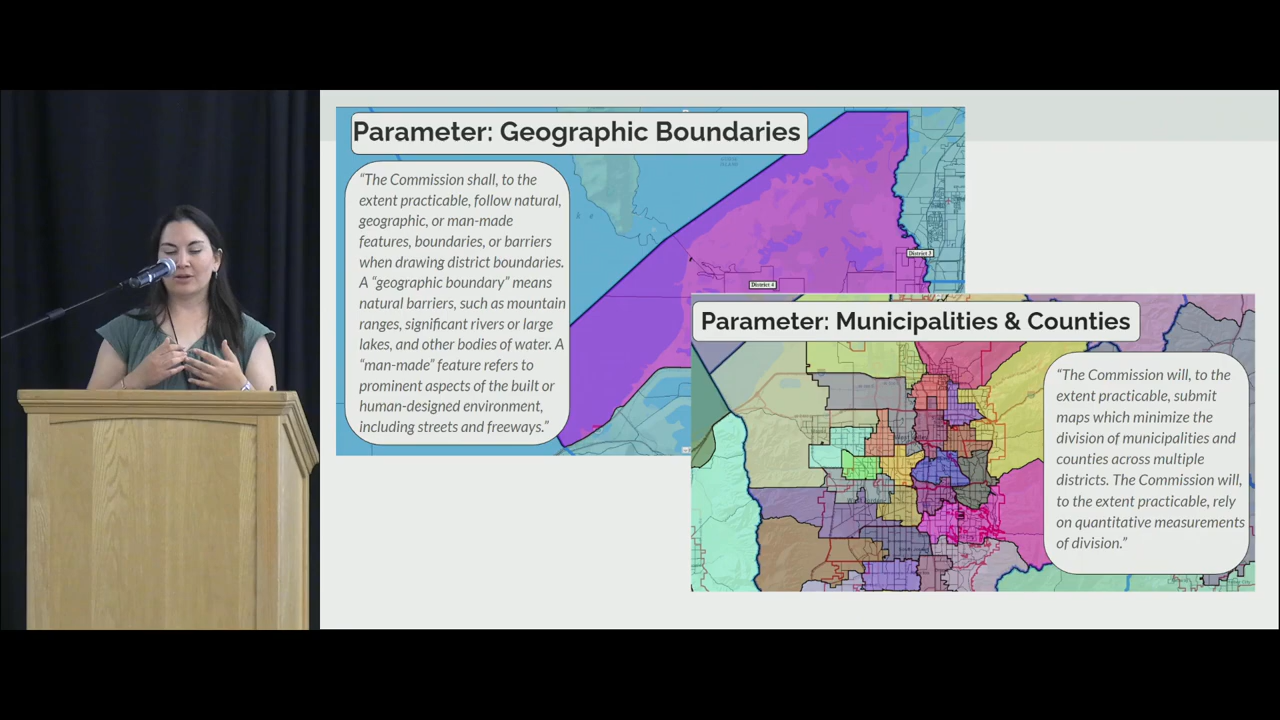 Parameter: Geographic Boundaries
“The Commission shall, to the
extent practicable, follow natural,
geographic, or man-made
features, boundaries, or barriers
when drawing district boundaries.
A “geographic boundary” means
natural barriers, such as mountain
ranges, significant rivers or large
lakes, and other bodies of water. A
“man-made” feature refers to
prominent aspects of the built or
human-designed environment,
including streets and freeways.”
District 3
District 4
Parameter: Municipalities & Counties
“The Commission will, to the
extent practicable, submit
maps which minimize the
division of municipalities and
counties across multiple
districts. The Commission will,
to the extent practicable, rely
on quantitative measurements
of division.”